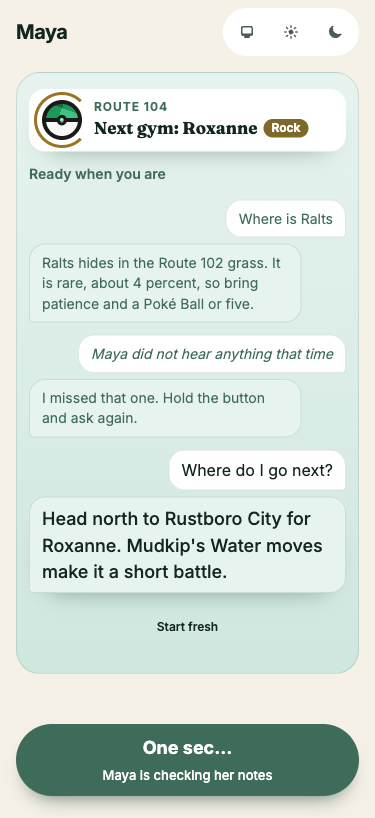 Maya
ROUTE 104
Next gym: Roxanne Rock
Ready when you are
Where is Ralts
Ralts hides in the Route 102 grass. It
is rare, about 4 percent, so bring
patience and a Poké Ball or five.
Maya did not hear anything that time
I missed that one. Hold the button
and ask again.
Where do I go next?
Head north to Rustboro City for
Roxanne. Mudkip's Water moves
make it a short battle.
Start fresh
One sec...
Maya is checking her notes